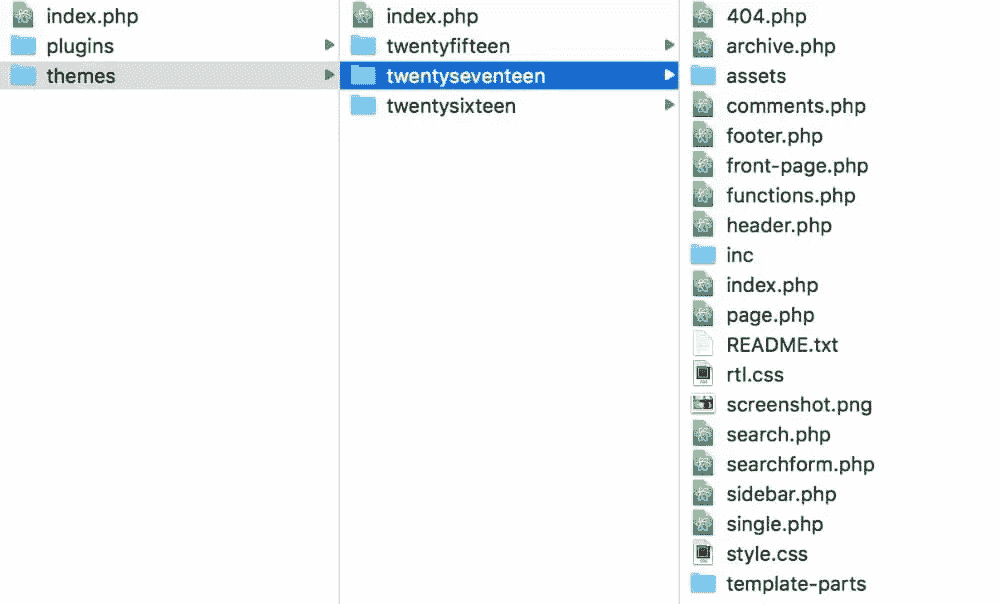 index.php
plugins
themes
index.php
twentyfifteen
twentyseventeen
twentysixteen
404.php
archive.php
assets
comments.php
footer.php
front-page.php
functions.php
header.php
inc
index.php
page.php
README.txt
rtl.css
screenshot.png
search.php
searchform.php
sidebar.php
single.php
style.css
template-parts